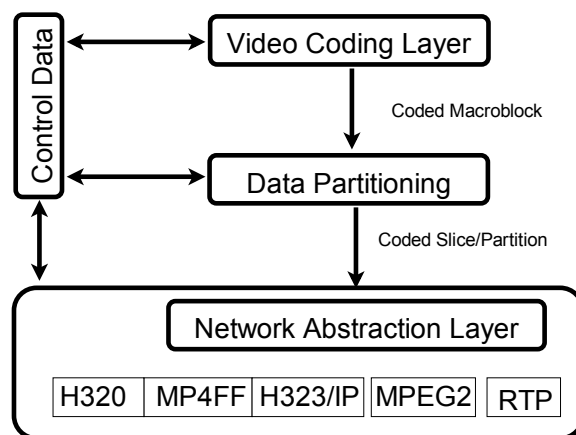 Control Data
Video Coding Layer
Coded Macroblock
Data Partitioning
Coded Slice/Partition
Network Abstraction Layer
H320 MP4FF H323/IP MPEG2 RTP